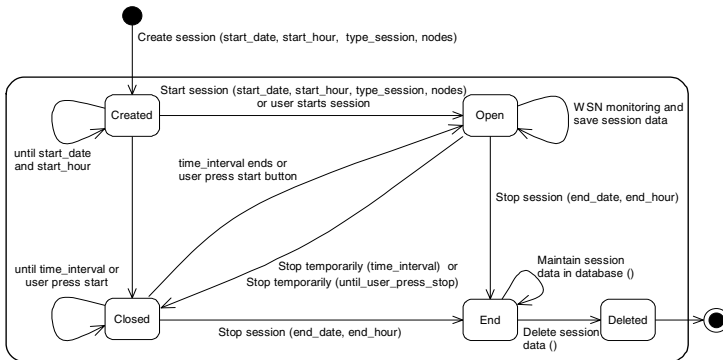 Create session (start_date, start_hour, type_session, nodes)
Start session (start_date, start_hour, type_session, nodes)
or user starts session
Created
Open
WSN monitoring and
save session data
until start_date
and start_hour
time_interval ends or
user press start button
Stop session (end_date, end_hour)
until time_interval or
user press start
Stop temporarily (time_interval) or
Stop temporarily (until_user_press_stop)
Maintain session
data in database ()
Closed
End
Deleted
Stop session (end_date, end_hour)
Delete session
data ()